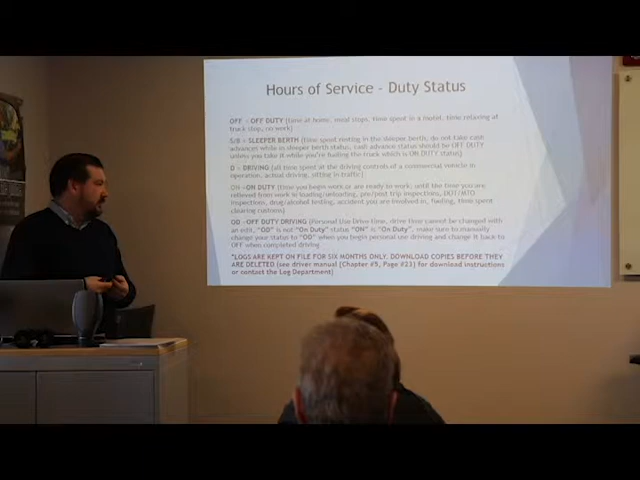 Hours of Service - Duty Status
OFF - OFF DUTY (time at home, meal stops, time spent in a motel, time relaxing at
truck stop, no work)
S/B - SLEEPER BERTH (time spent resting in the sleeper berth, do not take cash
advances while in sleeper berth status, cash advance status should be OFF DUTY
unless you take it while you're fueling the truck which is ON DUTY status)
D - DRIVING (all time spent at the driving controls of a commercial vehicle in
operation, actual driving, sitting in traffic)
ON - ON DUTY (time you begin work or are ready to work, until the time you are
relieved from work ie loading/unloading, pre/post trip inspections, DOT/MTO
inspections, drug/alcohol testing, accident you are involved in, fueling, time spent
clearing customs)
OD - OFF DUTY DRIVING (Personal Use Drive time, drive time cannot be changed with
an edit, "OD" is not "On Duty" status "ON" is "On Duty", make sure to manually
change your status to "OD" when you begin personal use driving and change it back to
OFF when completed driving
*LOGS ARE KEPT ON FILE FOR SIX MONTHS ONLY, DOWNLOAD COPIES BEFORE THEY
ARE DELETED (see driver manual [Chapter #5, Page #23] for download instructions
or contact the Log Department)